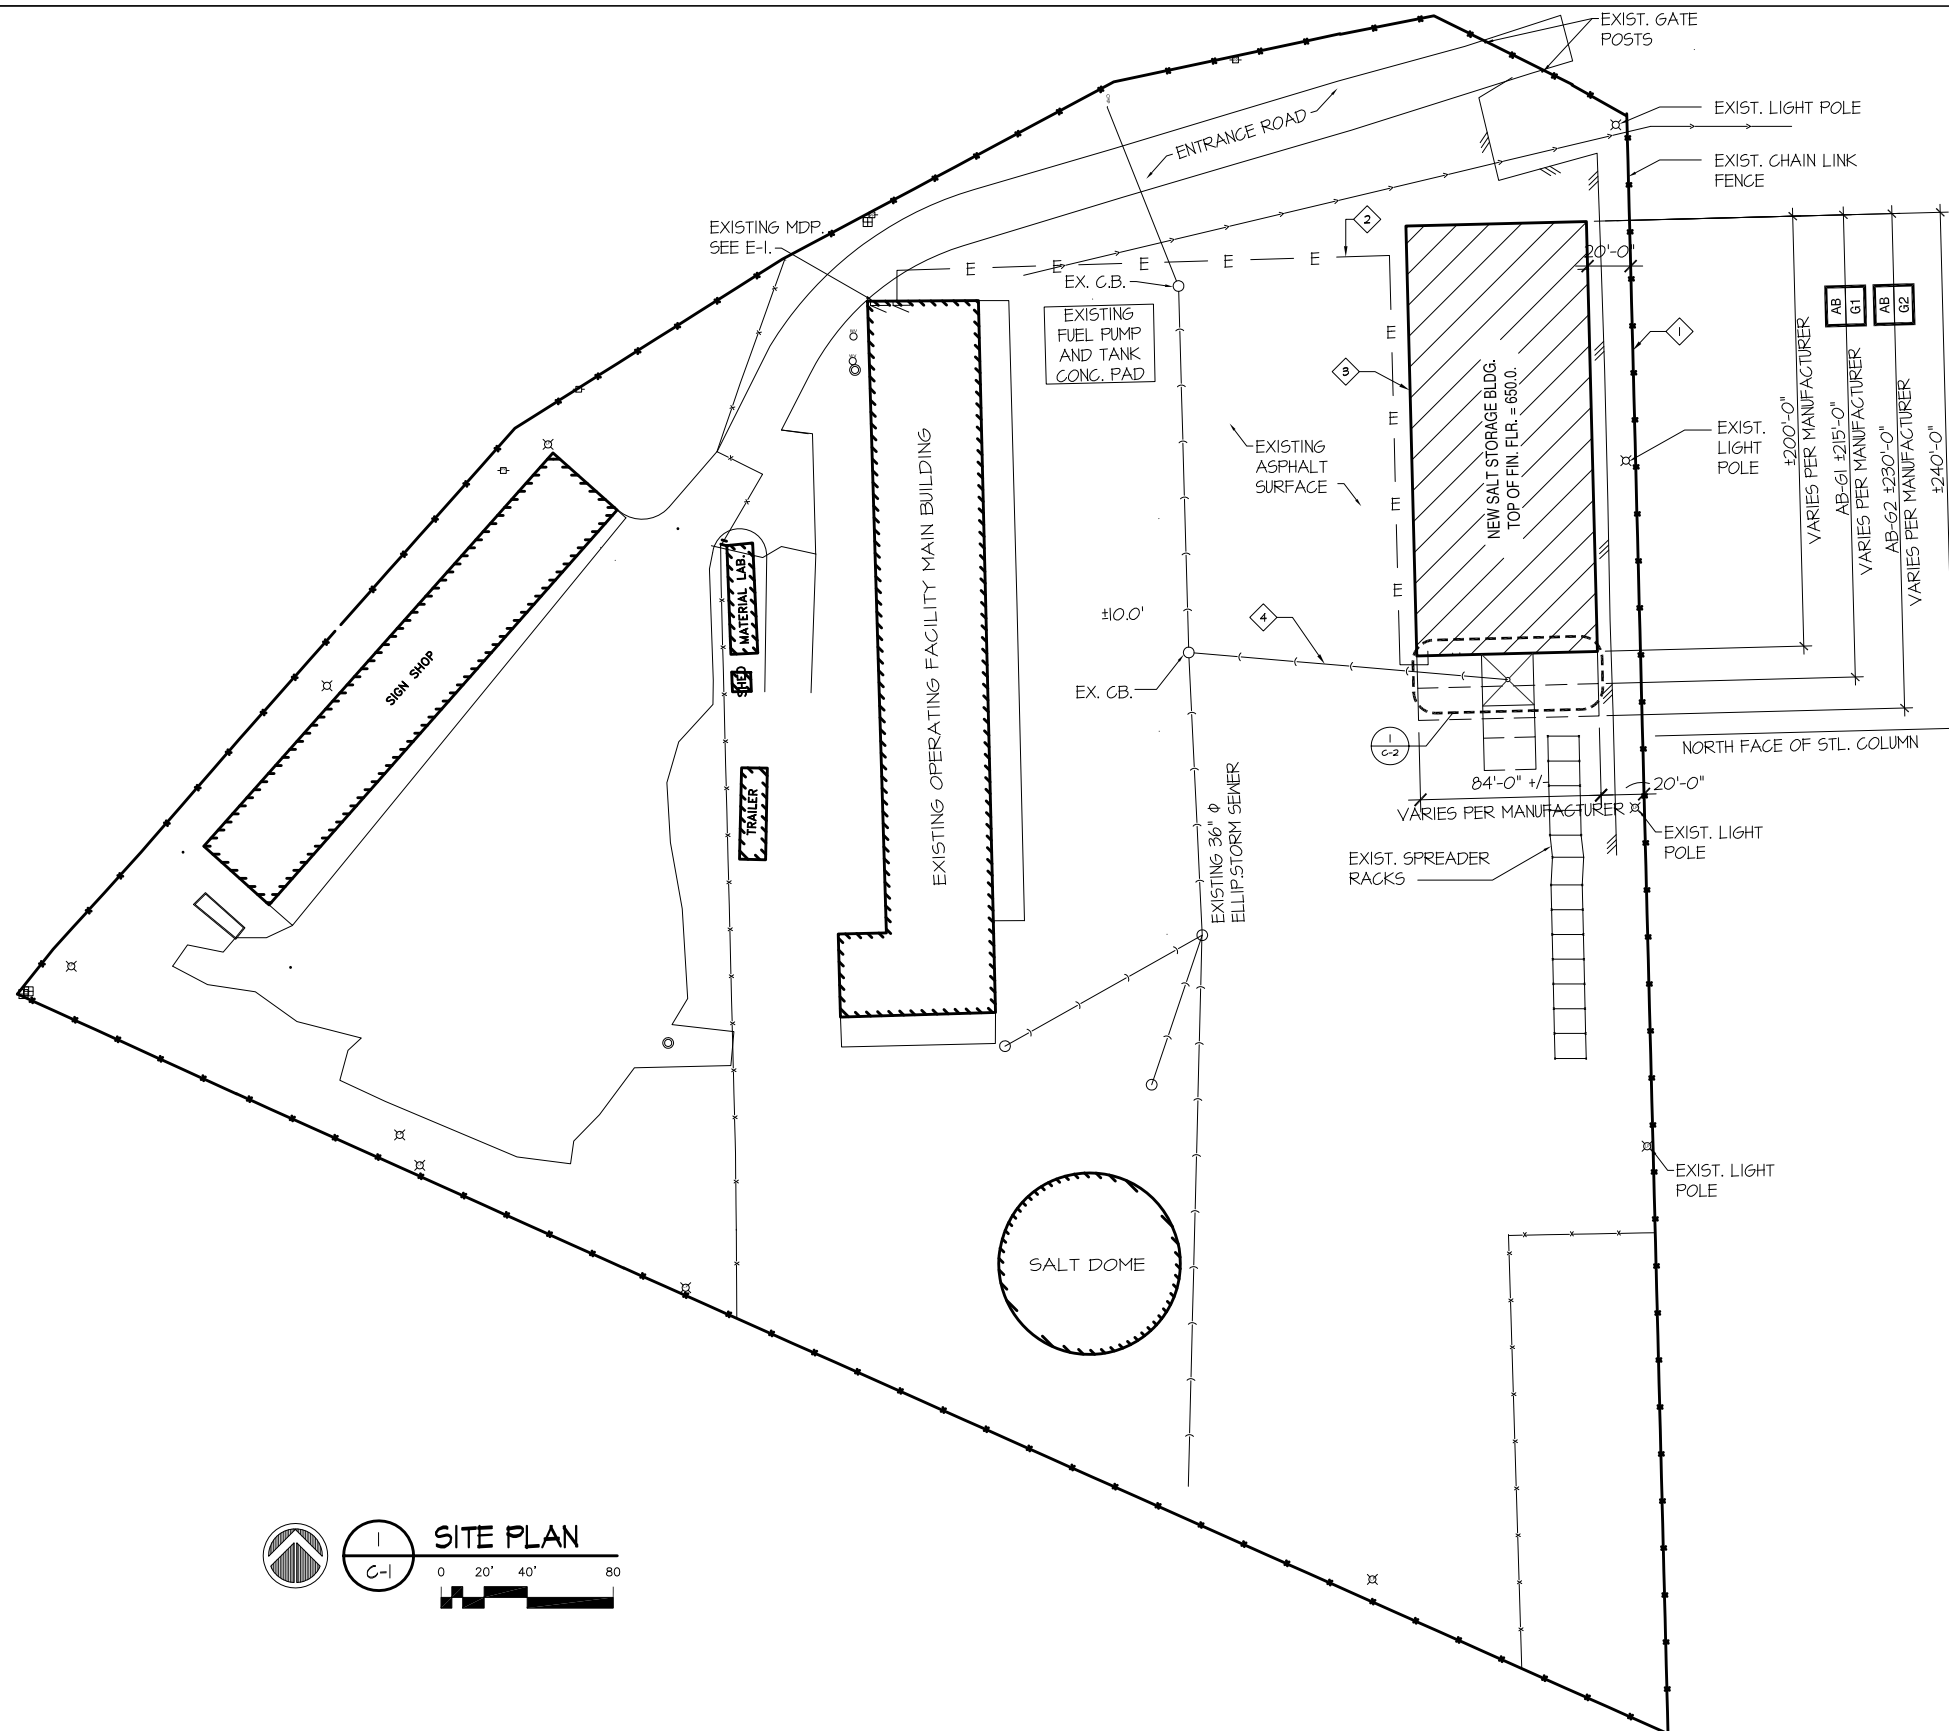 EXIST. GATE
POSTS
EXIST. LIGHT POLE
ENTRANCE ROAD
EXIST. CHAIN LINK
FENCE
EXISTING MDP.
SEE E-1.
2
20'-0"
E E E E E
EX. C.B.
AB
G1
AB
G2
EXISTING
FUEL PUMP
AND TANK
CONC. PAD
E
E
E
E
E
1
3
NEW SALT STORAGE BLDG.
TOP OF FIN. FLR. = 650.0.
±200'-0"
VARIES PER MANUFACTURER
AB-G1 ±215'-0"
VARIES PER MANUFACTURER
AB-G2 ±230'-0"
VARIES PER MANUFACTURER
±240'-0"
EXIST.
LIGHT
POLE
EXISTING
ASPHALT
SURFACE
EXISTING OPERATING FACILITY MAIN BUILDING
MATERIAL LAB.
SHED
SIGN SHOP
±10.0'
4
EX. CB.
1
C-2
NORTH FACE OF STL. COLUMN
84'-0" +/-
20'-0"
VARIES PER MANUFACTURER
TRAILER
EXISTING 36" Φ
ELLIP.STORM SEWER
EXIST. LIGHT
POLE
EXIST. SPREADER
RACKS
EXIST. LIGHT
POLE
SALT DOME
1
C-1
SITE PLAN
0 20' 40' 80